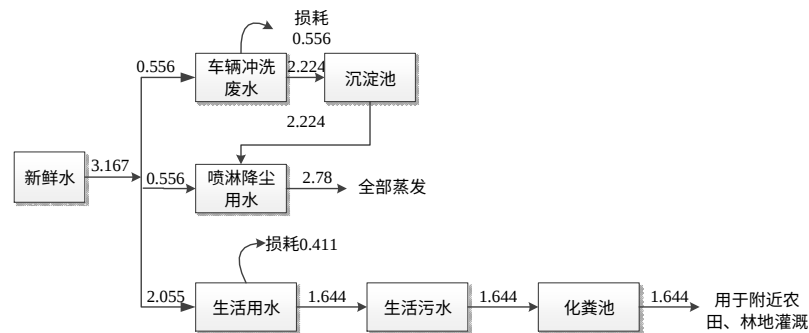 损耗
0.556
0.556
车辆冲洗
废水
2.224
沉淀池
2.224
新鲜水
3.167
0.556
喷淋降尘
用水
2.78
全部蒸发
损耗0.411
2.055
生活用水
1.644
生活污水
1.644
化粪池
1.644
用于附近农
田、林地灌溉